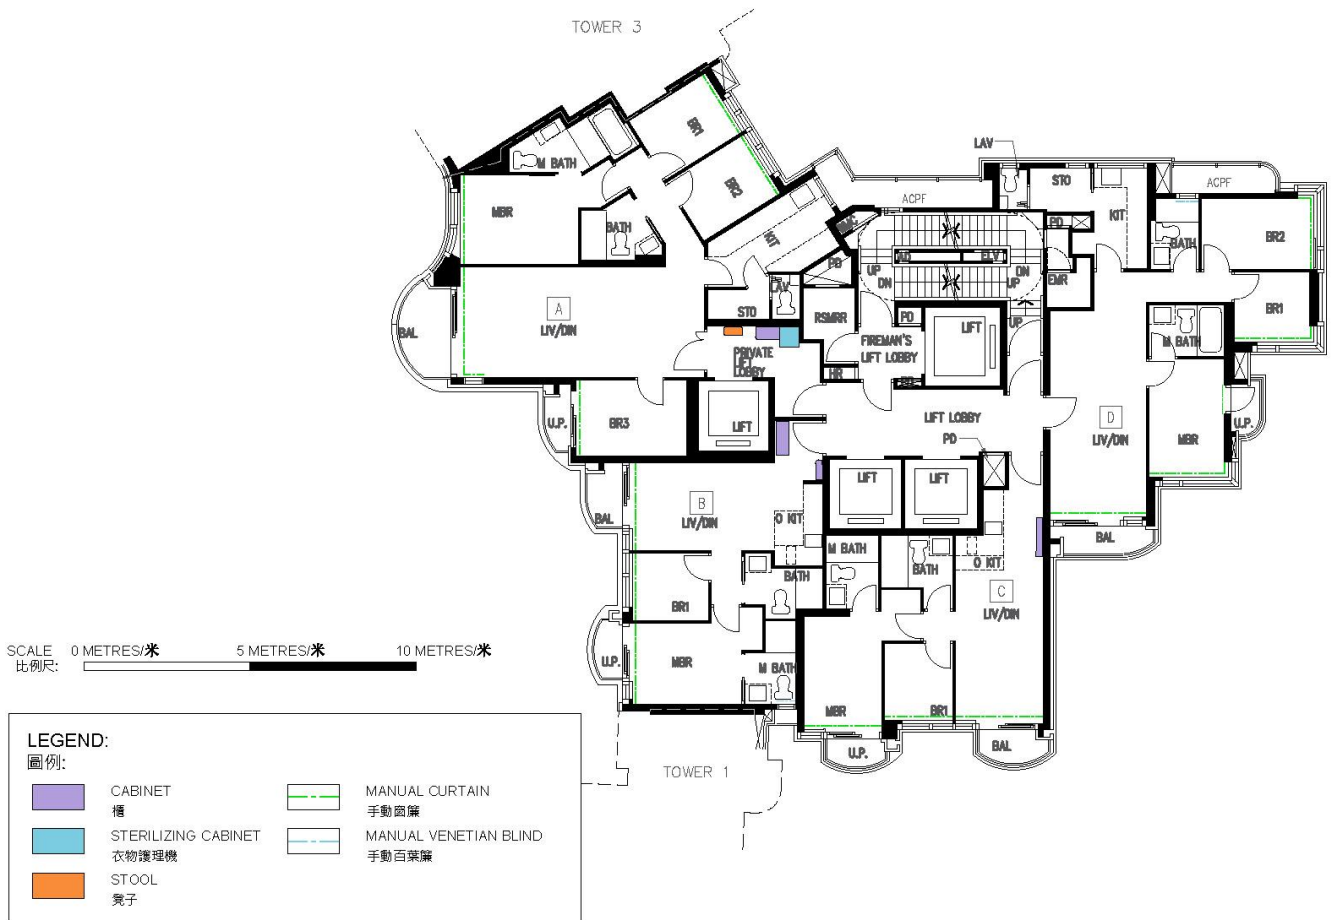 TOWER 3
BR1
M BATH
BR2
MBR
BATH
KIT
LAV
STO
A
LIV/DIN
BAL
U.P.
BR3
PRIVATE
LIFT
LOBBY
LIFT
ACPF
PD
RSMRR
HR
UP
DN
AD
ELV
DN
UP
UP
PD
FIREMAN'S
LIFT LOBBY
LIFT
LIFT LOBBY
PD
LIFT
LIFT
LAV
STO
KIT
PD
EMR
ACPF
BATH
BR2
BR1
M BATH
D
LIV/DIN
MBR
U.P.
BAL
B
LIV/DIN
O KIT
BAL
BR1
BATH
MBR
U.P.
M BATH
M BATH
BATH
O KIT
C
LIV/DIN
MBR
BR1
U.P.
BAL
TOWER 1
SCALE 0 METRES/米 5 METRES/米 10 METRES/米
比例尺:
LEGEND:
圖例:
CABINET
櫃
STERILIZING CABINET
衣物護理機
STOOL
凳子
MANUAL CURTAIN
手動窗簾
MANUAL VENETIAN BLIND
手動百葉簾